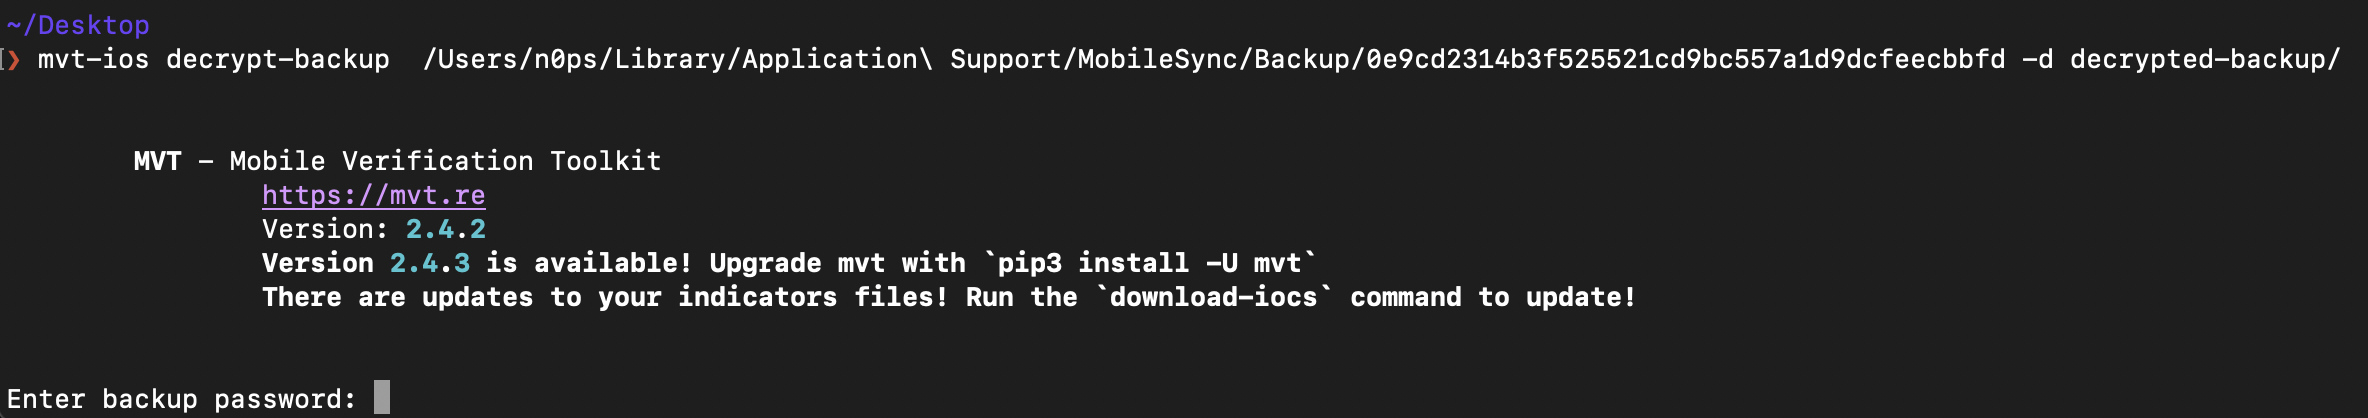 ~/Desktop
❯ mvt-ios decrypt-backup  /Users/n0ps/Library/Application\ Support/MobileSync/Backup/0e9cd2314b3f525521cd9bc557a1d9dcfeecbbfd -d decrypted-backup/
MVT - Mobile Verification Toolkit
https://mvt.re
Version: 2.4.2
Version 2.4.3 is available! Upgrade mvt with `pip3 install -U mvt`
There are updates to your indicators files! Run the `download-iocs` command to update!
Enter backup password: